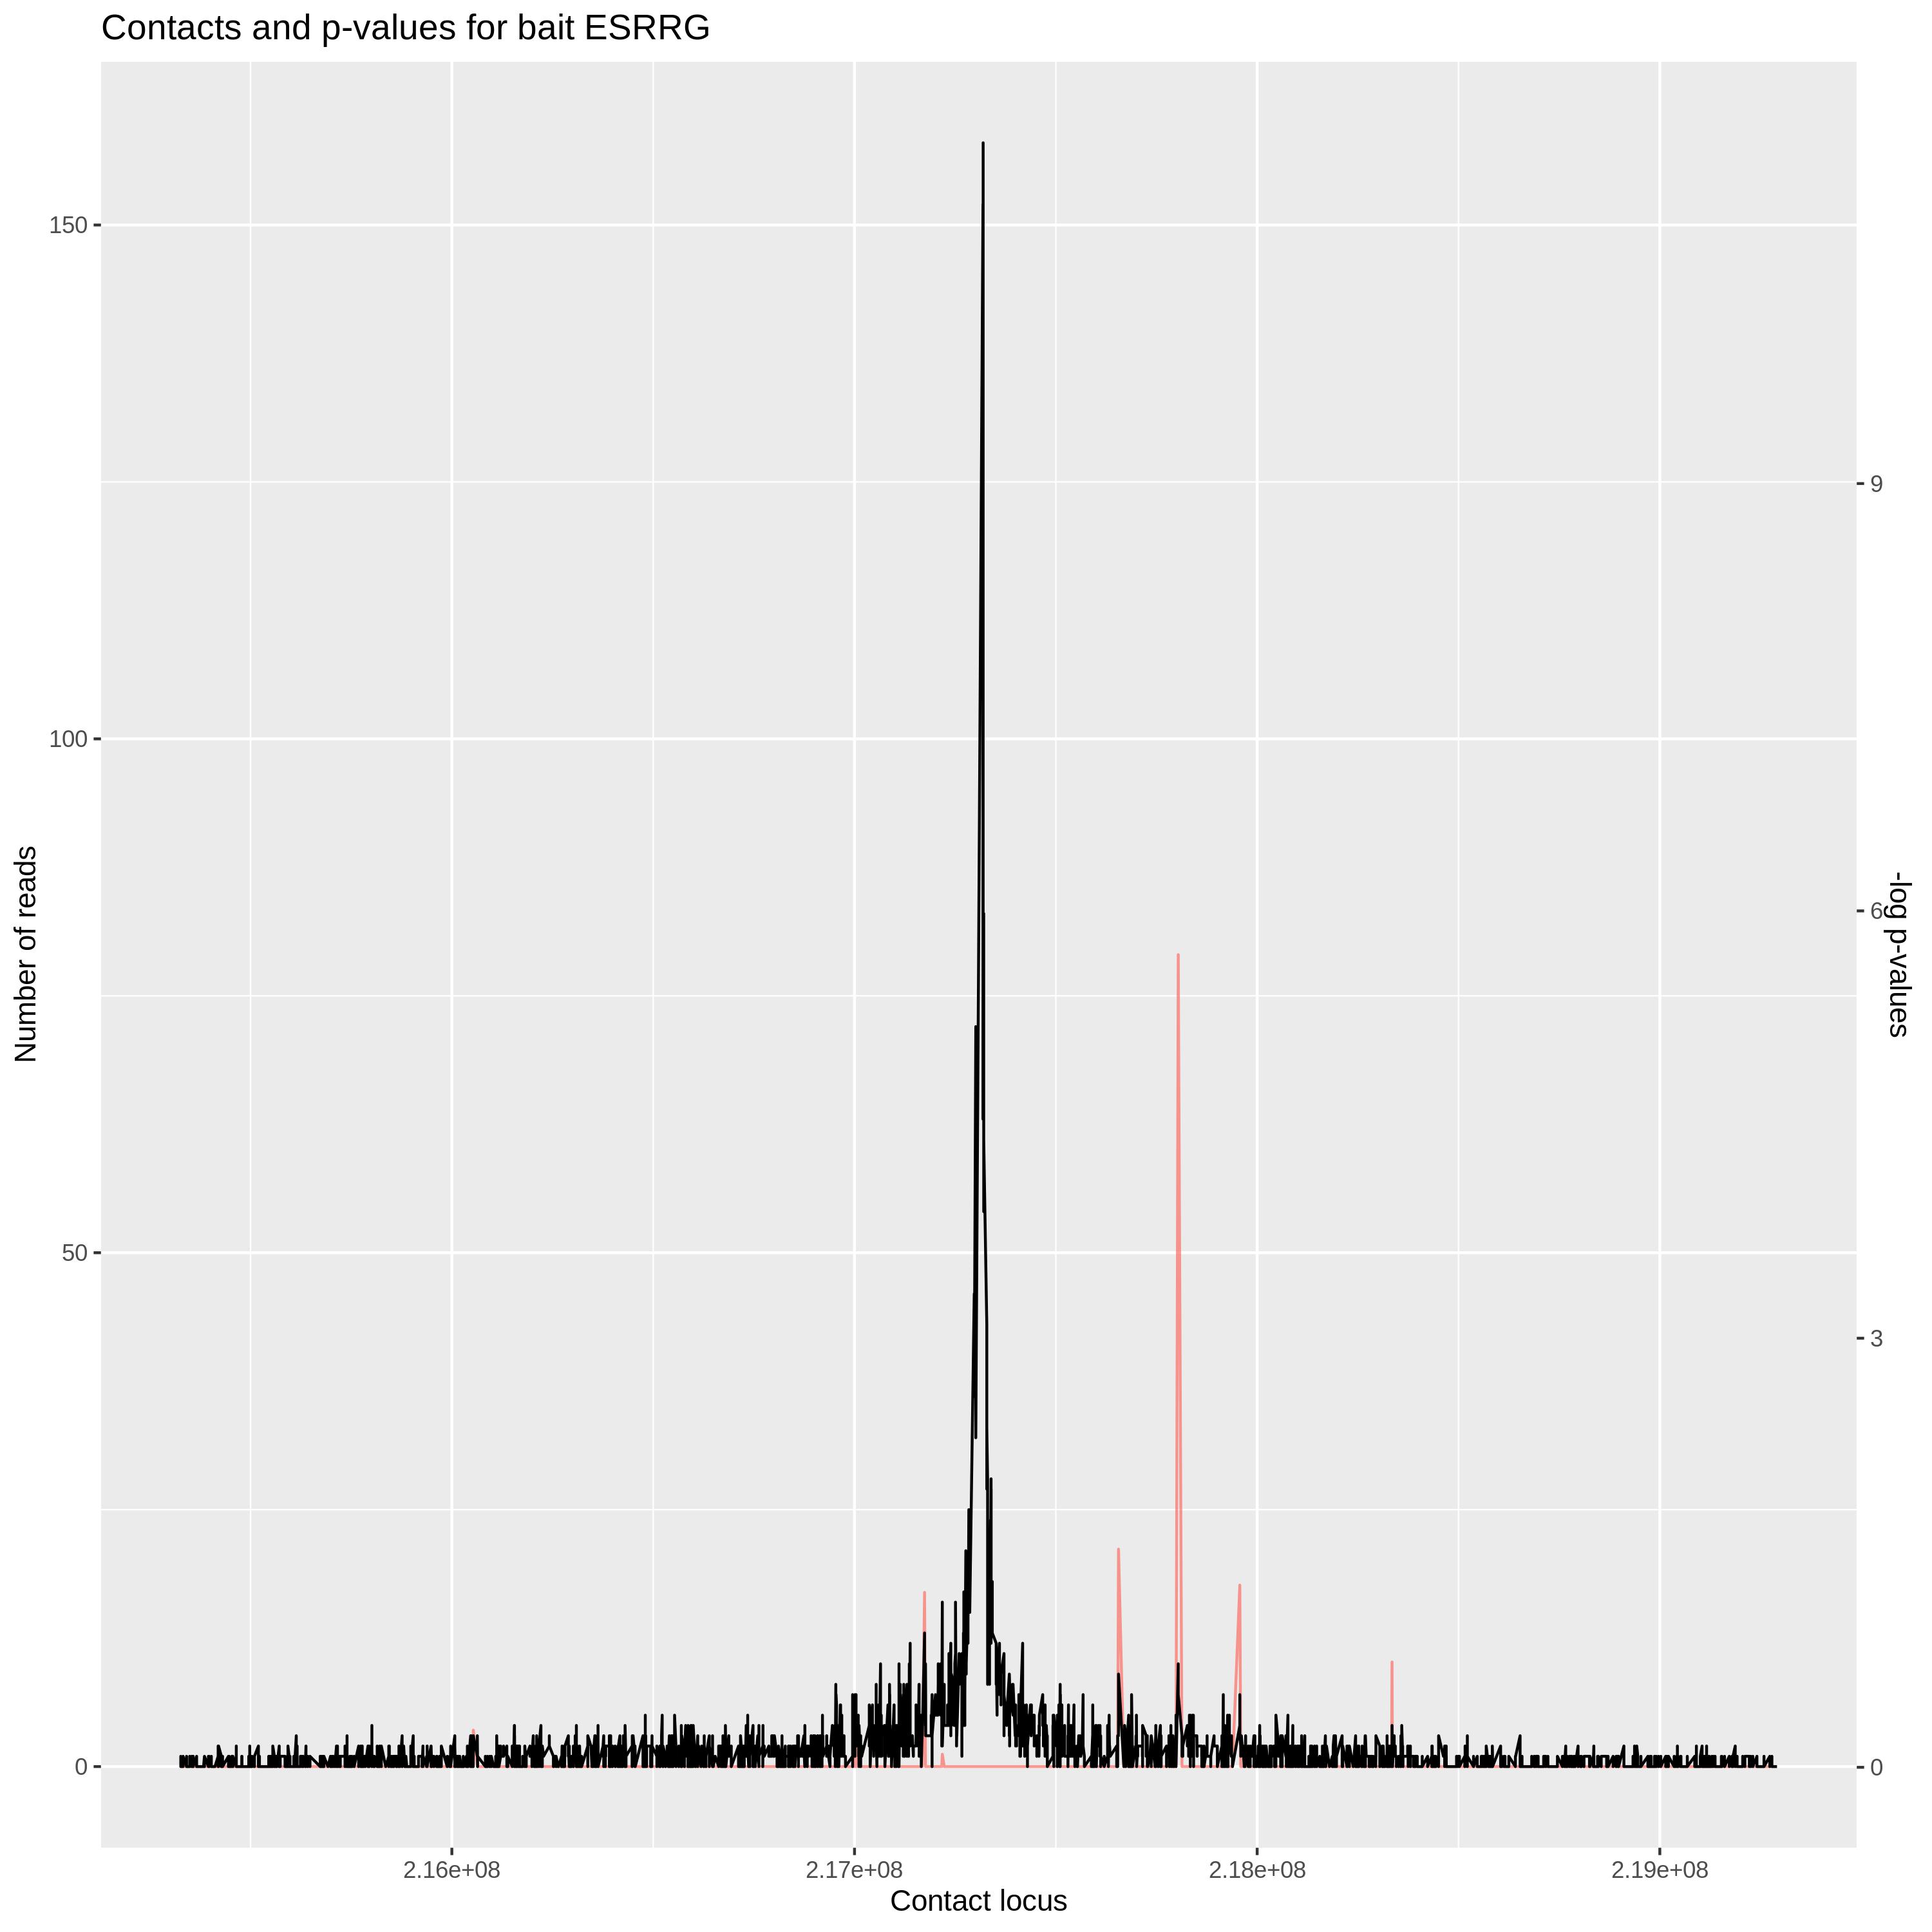 Contacts and p-values for bait ESRRG
150
100
50
0
Number of reads
9
6
3
0
-log p-values
2.16e+08
2.17e+08
2.18e+08
2.19e+08
Contact locus